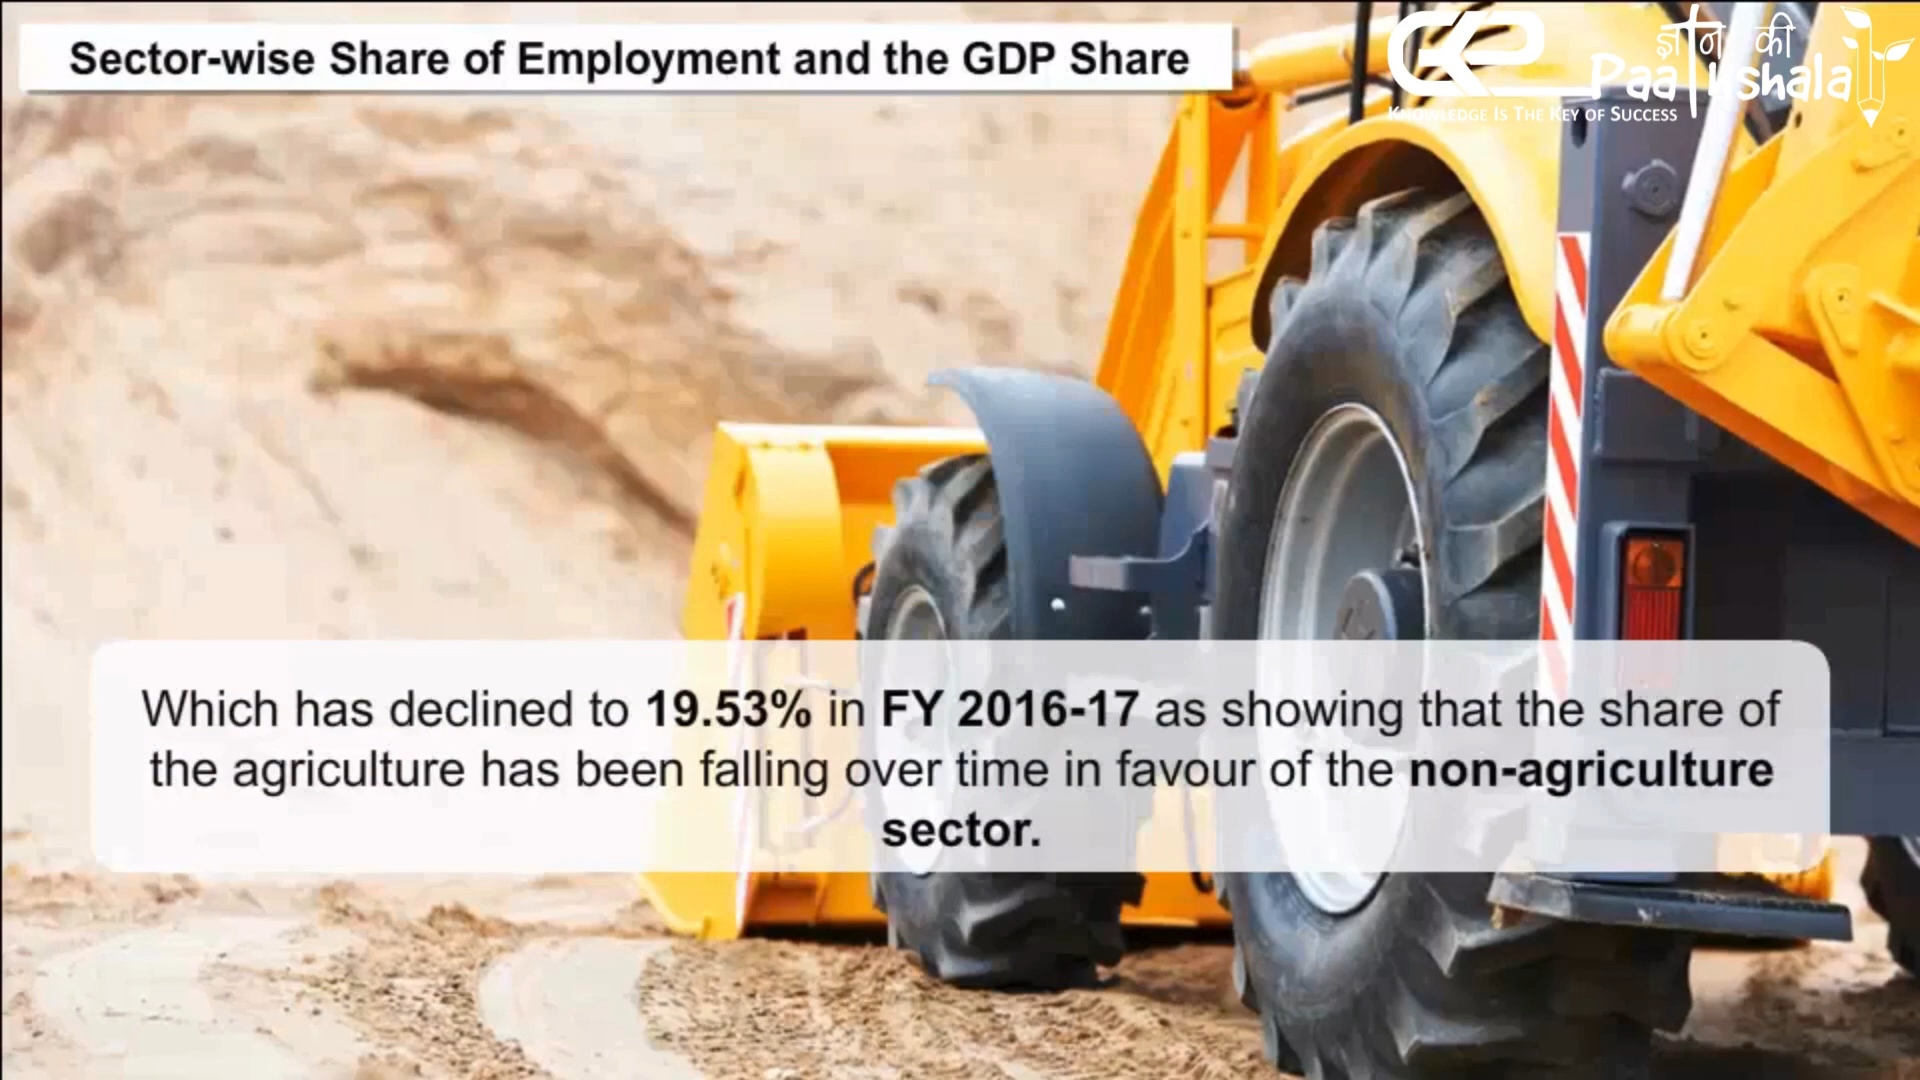 Sector-wise Share of Employment and the GDP Share
GKP
ज्ञान की
Paathshala
KNOWLEDGE IS THE KEY OF SUCCESS
Which has declined to 19.53% in FY 2016-17 as showing that the share of
the agriculture has been falling over time in favour of the non-agriculture
sector.